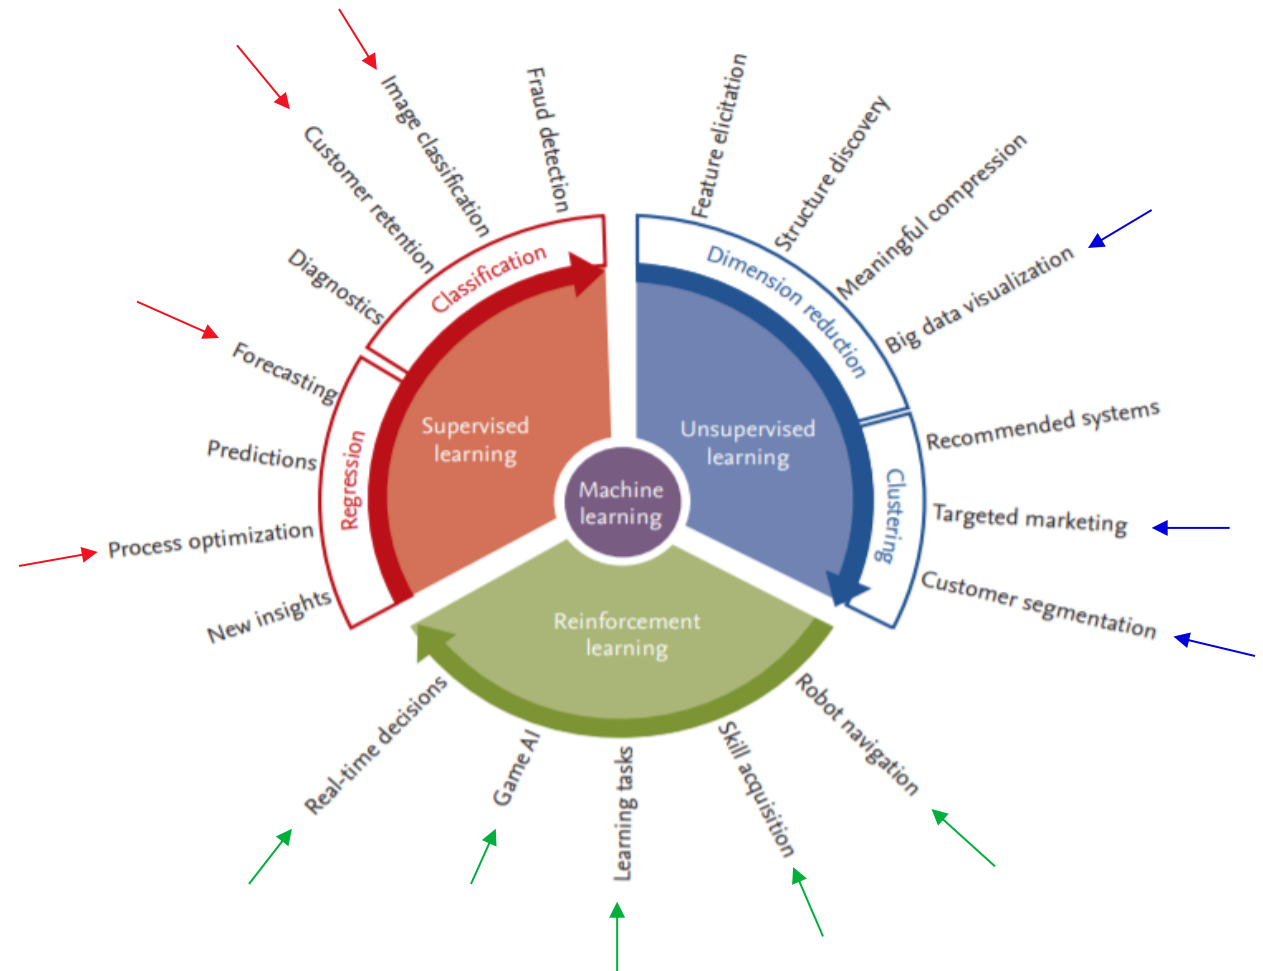 Machine
learning
Supervised
learning
Regression
New insights
Process optimization
Predictions
Forecasting
Classification
Diagnostics
Customer retention
Image classification
Fraud detection
Unsupervised
learning
Dimension reduction
Feature elicitation
Structure discovery
Meaningful compression
Big data visualization
Clustering
Recommended systems
Targeted marketing
Customer segmentation
Reinforcement
learning
Real-time decisions
Game AI
Learning tasks
Skill acquisition
Robot navigation